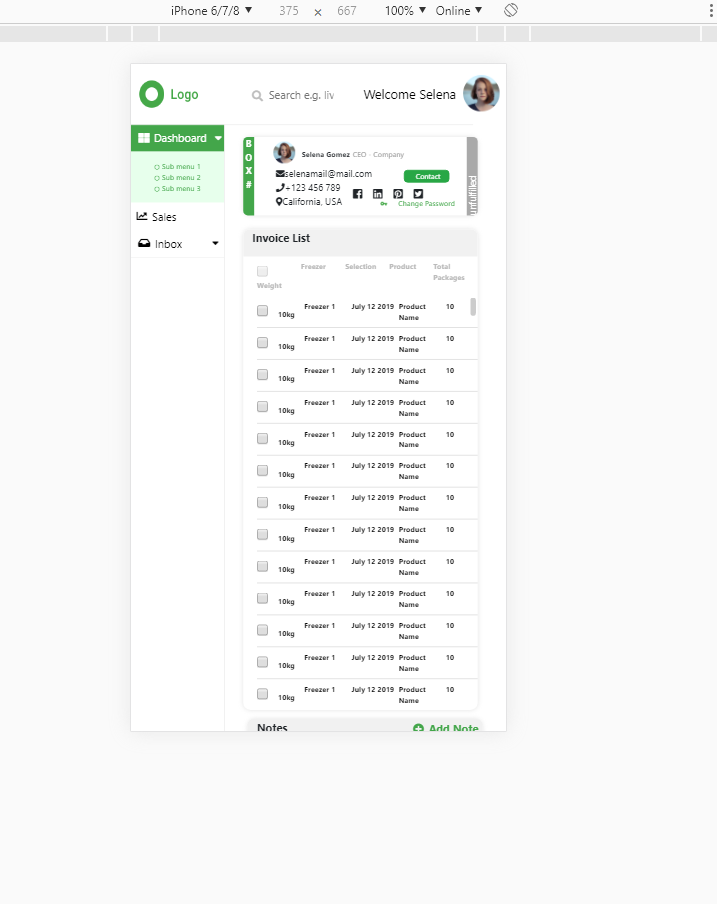 iPhone 6/7/8 ▼ 375 × 667 100% ▼ Online ▼
Logo Search e.g. liv Welcome Selena
Dashboard
Sub menu 1
Sub menu 2
Sub menu 3
Sales
Inbox
BOX#
Selena Gomez CEO - Company
selenamail@mail.com Contact
+123 456 789
California, USA Change Password
unfulfilled
Invoice List
Freezer Selection Product Total
Packages
Weight
Freezer 1 July 12 2019 Product 10
10kg Name
Freezer 1 July 12 2019 Product 10
10kg Name
Freezer 1 July 12 2019 Product 10
10kg Name
Freezer 1 July 12 2019 Product 10
10kg Name
Freezer 1 July 12 2019 Product 10
10kg Name
Freezer 1 July 12 2019 Product 10
10kg Name
Freezer 1 July 12 2019 Product 10
10kg Name
Freezer 1 July 12 2019 Product 10
10kg Name
Freezer 1 July 12 2019 Product 10
10kg Name
Freezer 1 July 12 2019 Product 10
10kg Name
Freezer 1 July 12 2019 Product 10
10kg Name
Freezer 1 July 12 2019 Product 10
10kg Name
Freezer 1 July 12 2019 Product 10
10kg Name
Notes Add Note